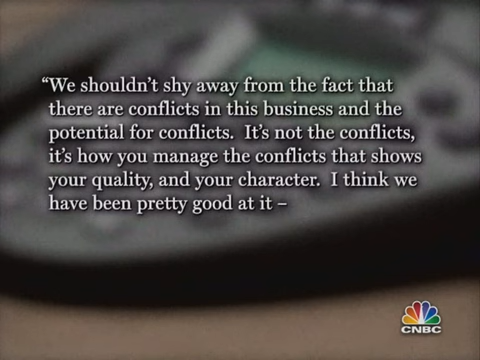 “We shouldn’t shy away from the fact that
there are conflicts in this business and the
potential for conflicts.  It’s not the conflicts,
it’s how you manage the conflicts that shows
your quality, and your character.  I think we
have been pretty good at it –
CNBC